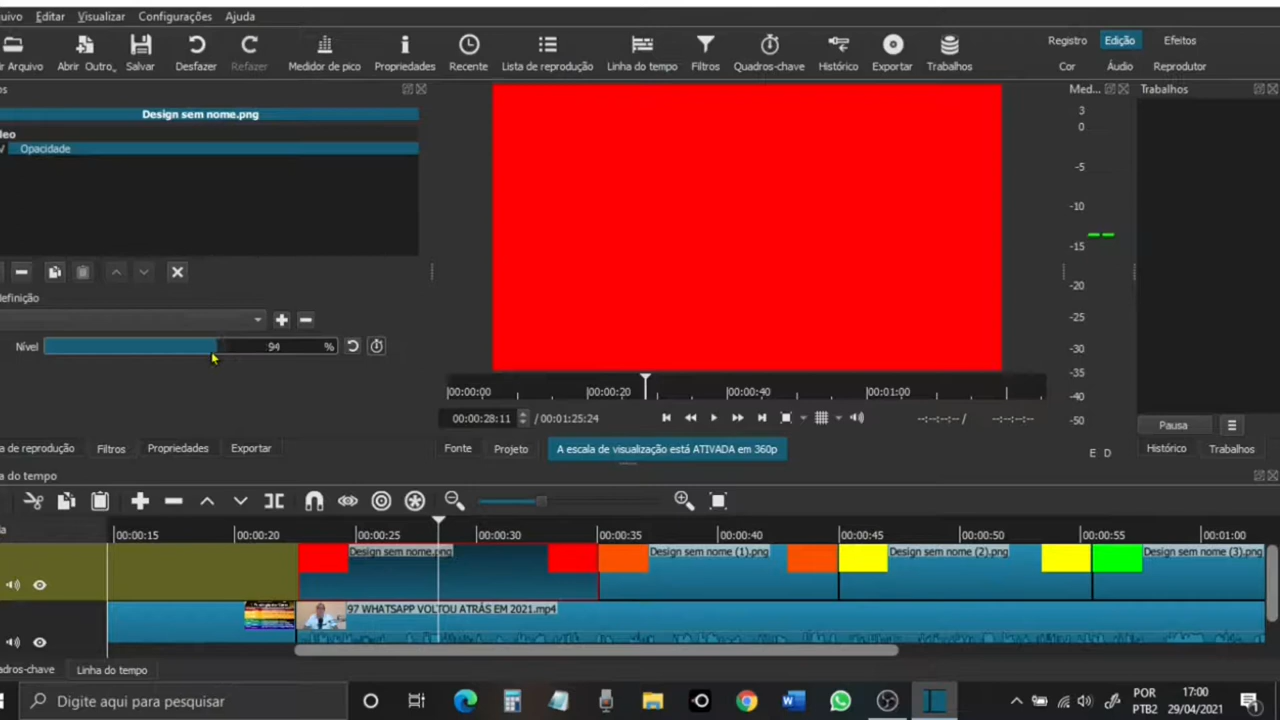 uivo Editar Visualizar Configurações Ajuda
ir Arquivo Abrir Outro... Salvar Desfazer Refazer Medidor de pico Propriedades Recente Lista de reprodução Linha do tempo Filtros Quadros-chave Histórico Exportar Trabalhos
Registro Edição Efeitos
Cor Áudio Reprodutor
os
Med... Trabalhos
Design sem nome.png
deo
Opacidade
3
0
-5
-10
-15
-20
-25
-30
-35
-40
-50
E D
efinição
Nível 94 %
|00:00:00 |00:00:20 |00:00:40 |00:01:00
00:00:28:11 / 00:01:25:24 --:--:--:-- / --:--:--:--
Pausa
a de reprodução Filtros Propriedades Exportar
Fonte Projeto A escala de visualização está ATIVADA em 360p
Histórico Trabalhos
a do tempo
|00:00:15 |00:00:20 |00:00:25 |00:00:30 |00:00:35 |00:00:40 |00:00:45 |00:00:50 |00:00:55 |00:01:00
Design sem nome.png Design sem nome (1).png Design sem nome (2).png Design sem nome (3).png
97 WHATSAPP VOLTOU ATRÁS EM 2021.mp4
adros-chave Linha do tempo
Digite aqui para pesquisar
POR
PTB2
17:00
29/04/2021
1